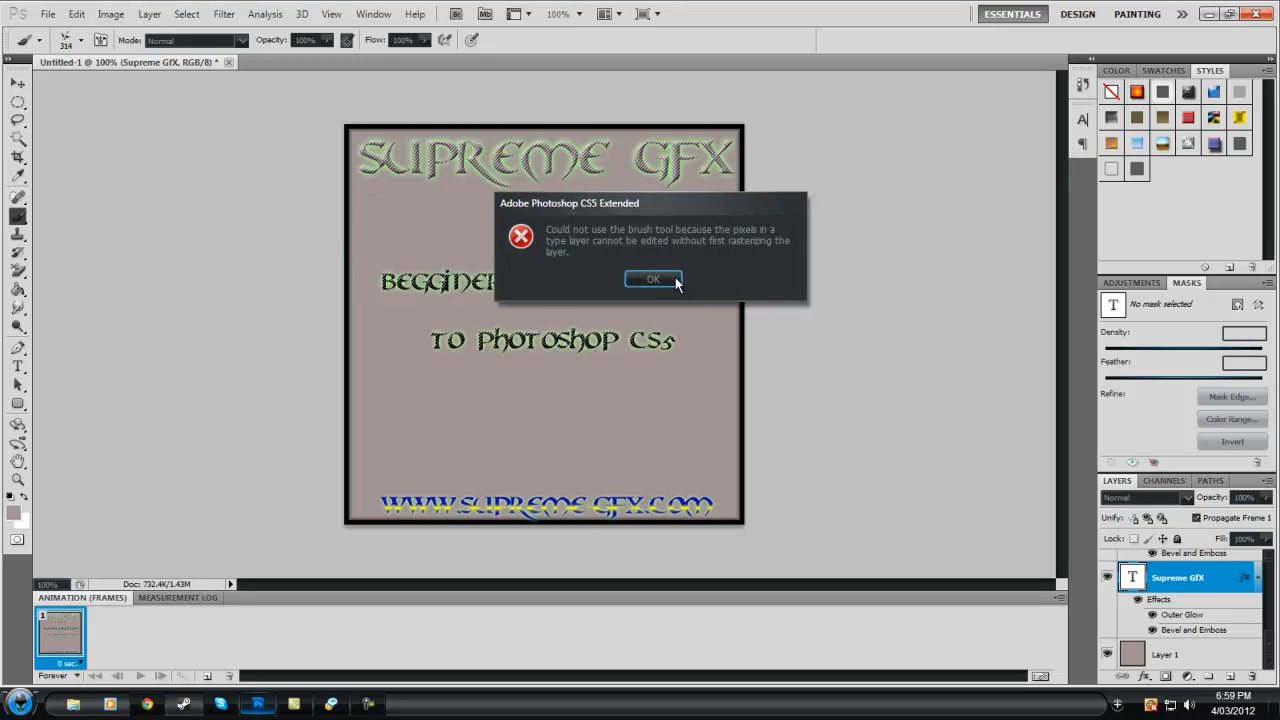 Ps File Edit Image Layer Select Filter Analysis 3D View Window Help Br Mb 100% ESSENTIALS DESIGN PAINTING
314 Mode: Normal Opacity: 100% Flow: 100%
Untitled-1 @ 100% (Supreme GfX, RGB/8) *
COLOR SWATCHES STYLES
SUPREME GFX
Adobe Photoshop CS5 Extended
Could not use the brush tool because the pixels in a
type layer cannot be edited without first rasterizing the
layer.
OK
BEGGINER
TO PHOTOSHOP CS5
WWW.SUPREME-GFX.COM
ADJUSTMENTS MASKS
No mask selected
Density:
Feather:
Refine: Mask Edge...
Color Range...
Invert
LAYERS CHANNELS PATHS
Normal Opacity: 100%
Unify: Propagate Frame 1
Lock: Fill: 100%
Bevel and Emboss
T Supreme GfX fx
Effects
Outer Glow
Bevel and Emboss
Layer 1
100% Doc: 732.4K/1.43M
ANIMATION (FRAMES) MEASUREMENT LOG
1
0 sec.
Forever
6:59 PM
4/03/2012